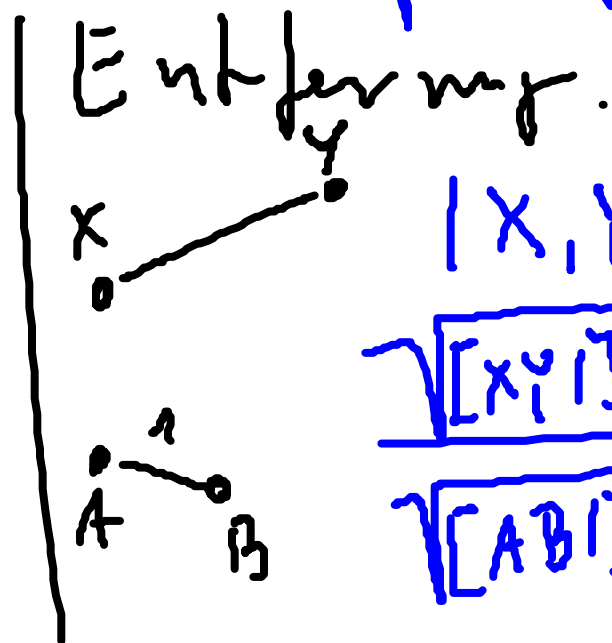 Entfernung.
Y
X
| X, Y
√[XY|I]
1
A
B
√[AB|I]